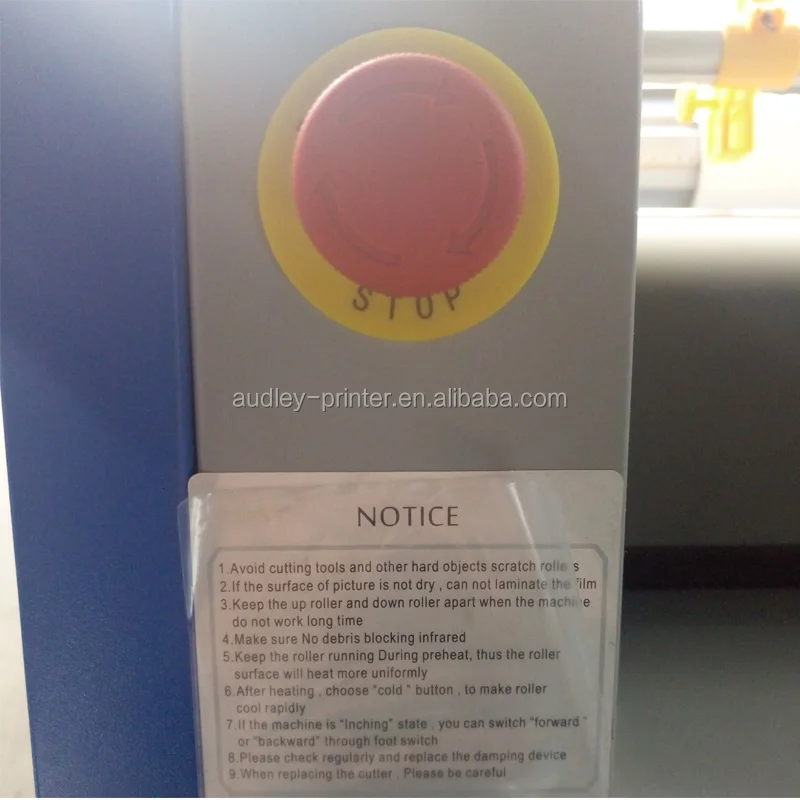 STOP
audley-printer.en.alibaba.com
NOTICE
1.Avoid cutting tools and other hard objects scratch rollers
2.If the surface of picture is not dry , can not laminate the film
3.Keep the up roller and down roller apart when the machine
do not work long time
4.Make sure No debris blocking infrared
5.Keep the roller running During preheat, thus the roller
surface will heat more uniformly
6.After heating , choose "cold " button , to make roller
cool rapidly
7.If the machine is "Inching" state , you can switch "forward "
or "backward" through foot switch
8.Please check regularly and replace the damping device
9.When replacing the cutter . Please be careful